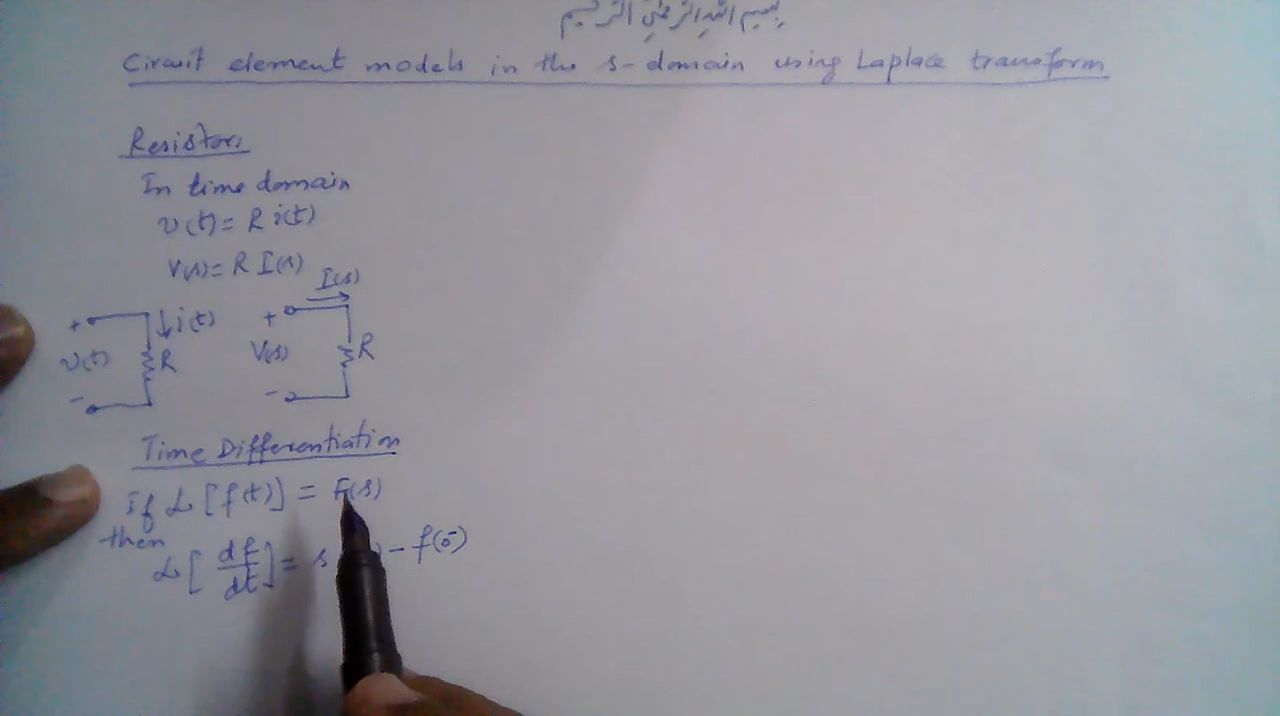 بسم الله الرحمن الرحيم
Circuit element models in the s-domain using Laplace transform
Resistor:
In time domain
v(t) = R i(t)
V(s) = R I(s)
I(s)
+ i(t) +
v(t) R V(s) R
- -
Time Differentiation
If ℒ [f(t)] = F(s)
then
ℒ [df/dt] = s - f(0⁻)